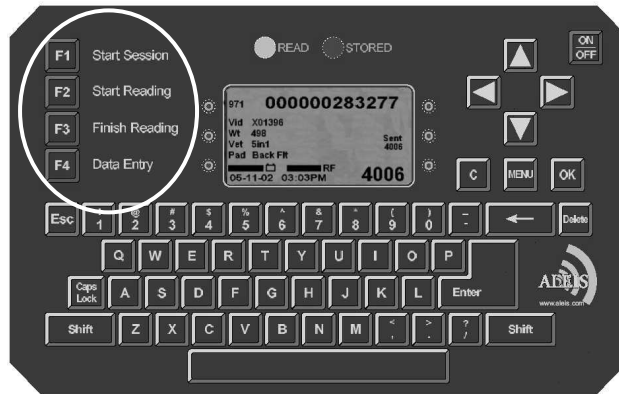 F1 Start Session
F2 Start Reading
F3 Finish Reading
F4 Data Entry
READ STORED
ON
OFF
971 000000283277
Vid X01396
Wt 498
Vet 5in1
Pad Back Flt
Sent
4006
RF
05-11-02 03:03PM 4006
C MENU OK
Esc 1 @ 2 # 3 $ 4 % 5 ^ 6 & 7 * 8 ( 9 ) 0 _ - ← Delete
Q W E R T Y U I O P
Caps Lock A S D F G H J K L Enter
Shift Z X C V B N M < , > . ? / Shift
ALEIS
www.aleis.com